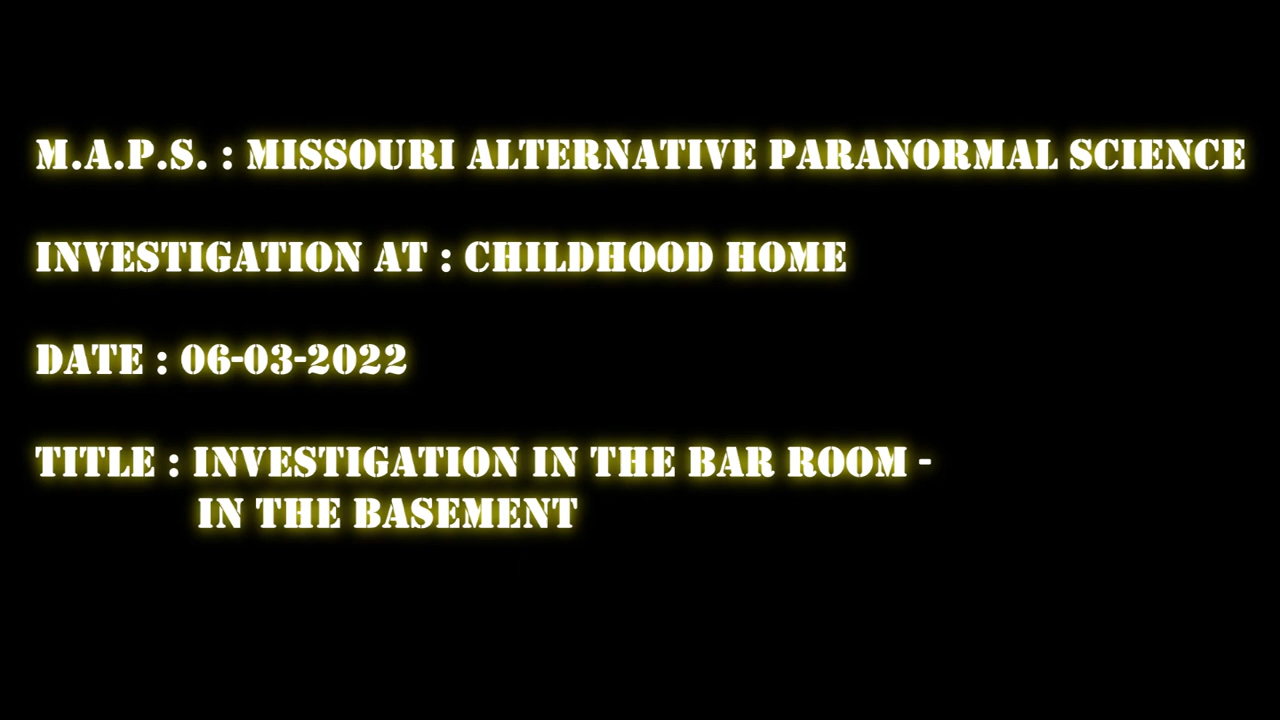 M.A.P.S. : MISSOURI ALTERNATIVE PARANORMAL SCIENCE
INVESTIGATION AT : CHILDHOOD HOME
DATE : 06-03-2022
TITLE : INVESTIGATION IN THE BAR ROOM -
IN THE BASEMENT